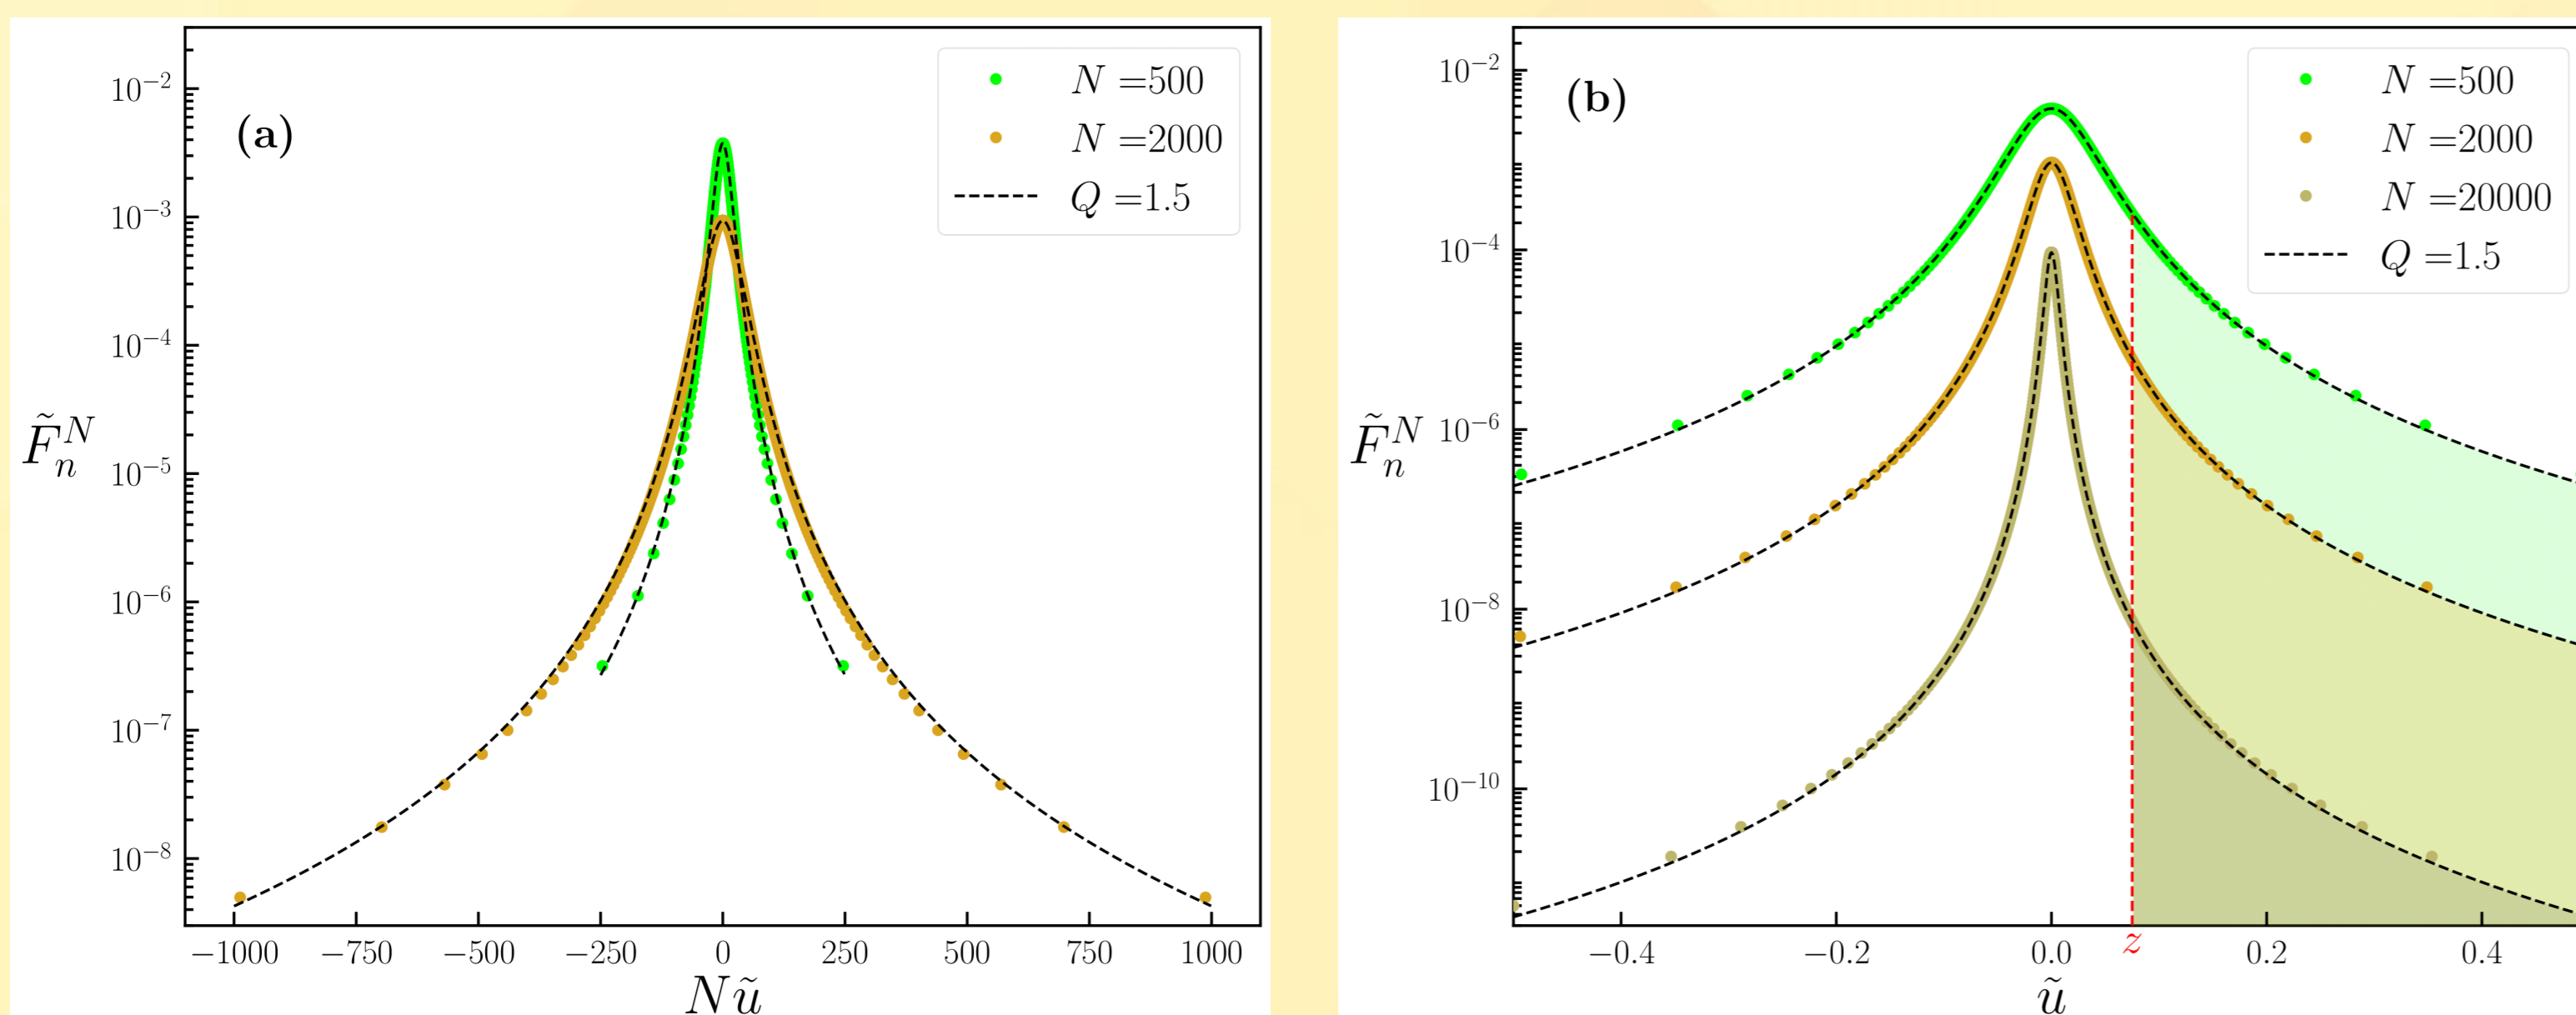 (a)
N =500
N =2000
Q =1.5
10⁻²
10⁻³
10⁻⁴
10⁻⁵
10⁻⁶
10⁻⁷
10⁻⁸
F̃ₙᴺ
−1000 −750 −500 −250 0 250 500 750 1000
Nũ
(b)
N =500
N =2000
N =20000
Q =1.5
10⁻²
10⁻⁴
10⁻⁶
10⁻⁸
10⁻¹⁰
F̃ₙᴺ
−0.4 −0.2 0.0 z 0.2 0.4
ũ